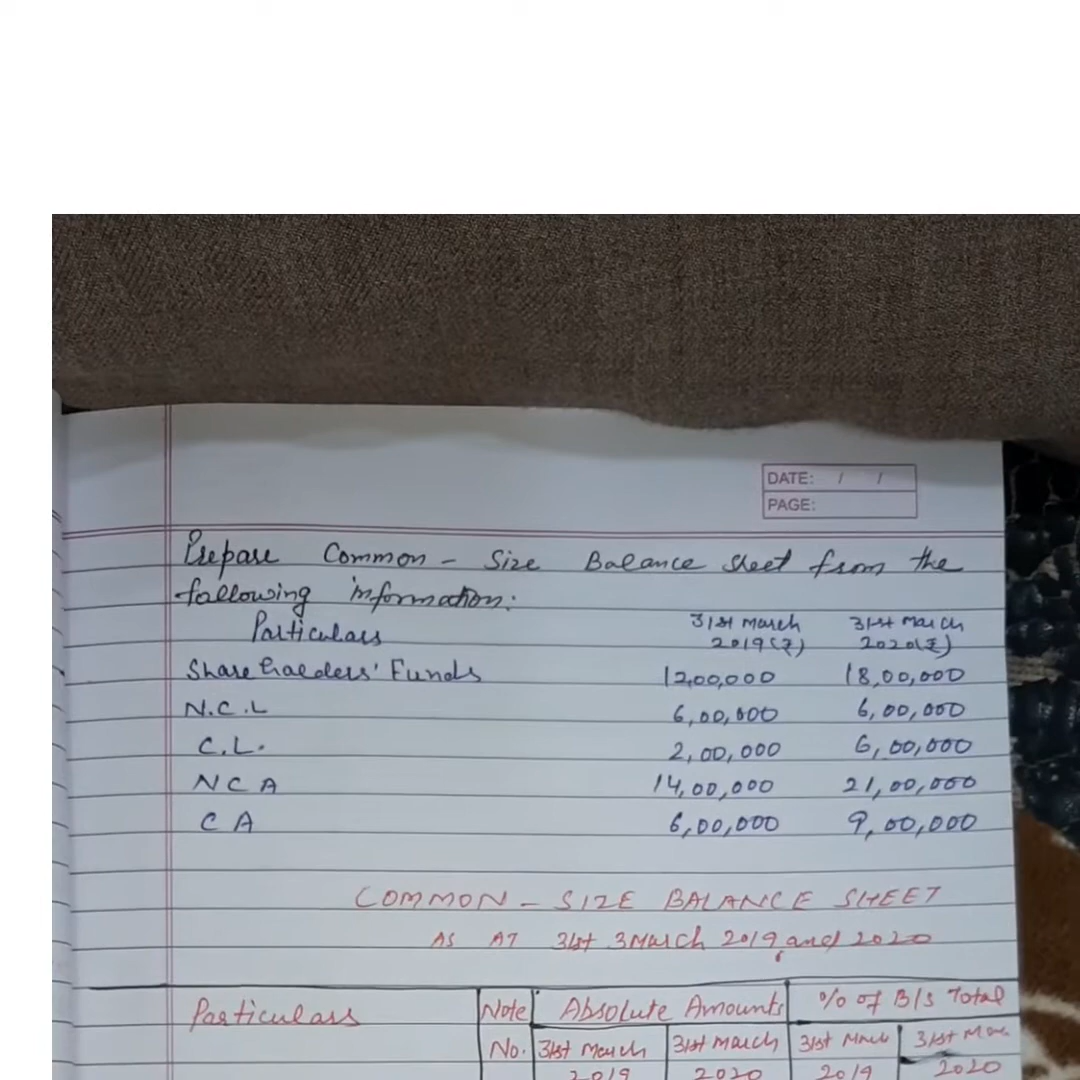 DATE: / /
PAGE:
Prepare Common - Size Balance Sheet from the
following information:
Particulars 31st March 2019(₹) 31st March 2020(₹)
Shareholders' Funds 12,00,000 18,00,000
N.C.L 6,00,000 6,00,000
C.L. 2,00,000 6,00,000
NCA 14,00,000 21,00,000
CA 6,00,000 9,00,000
COMMON - SIZE BALANCE SHEET
AS AT 31st 3March 2019, and 2020
Particulars Note Absolute Amounts % of B/S Total
No. 31st March 31st March 31st March 31st Mar
2019 2020 2019 2020